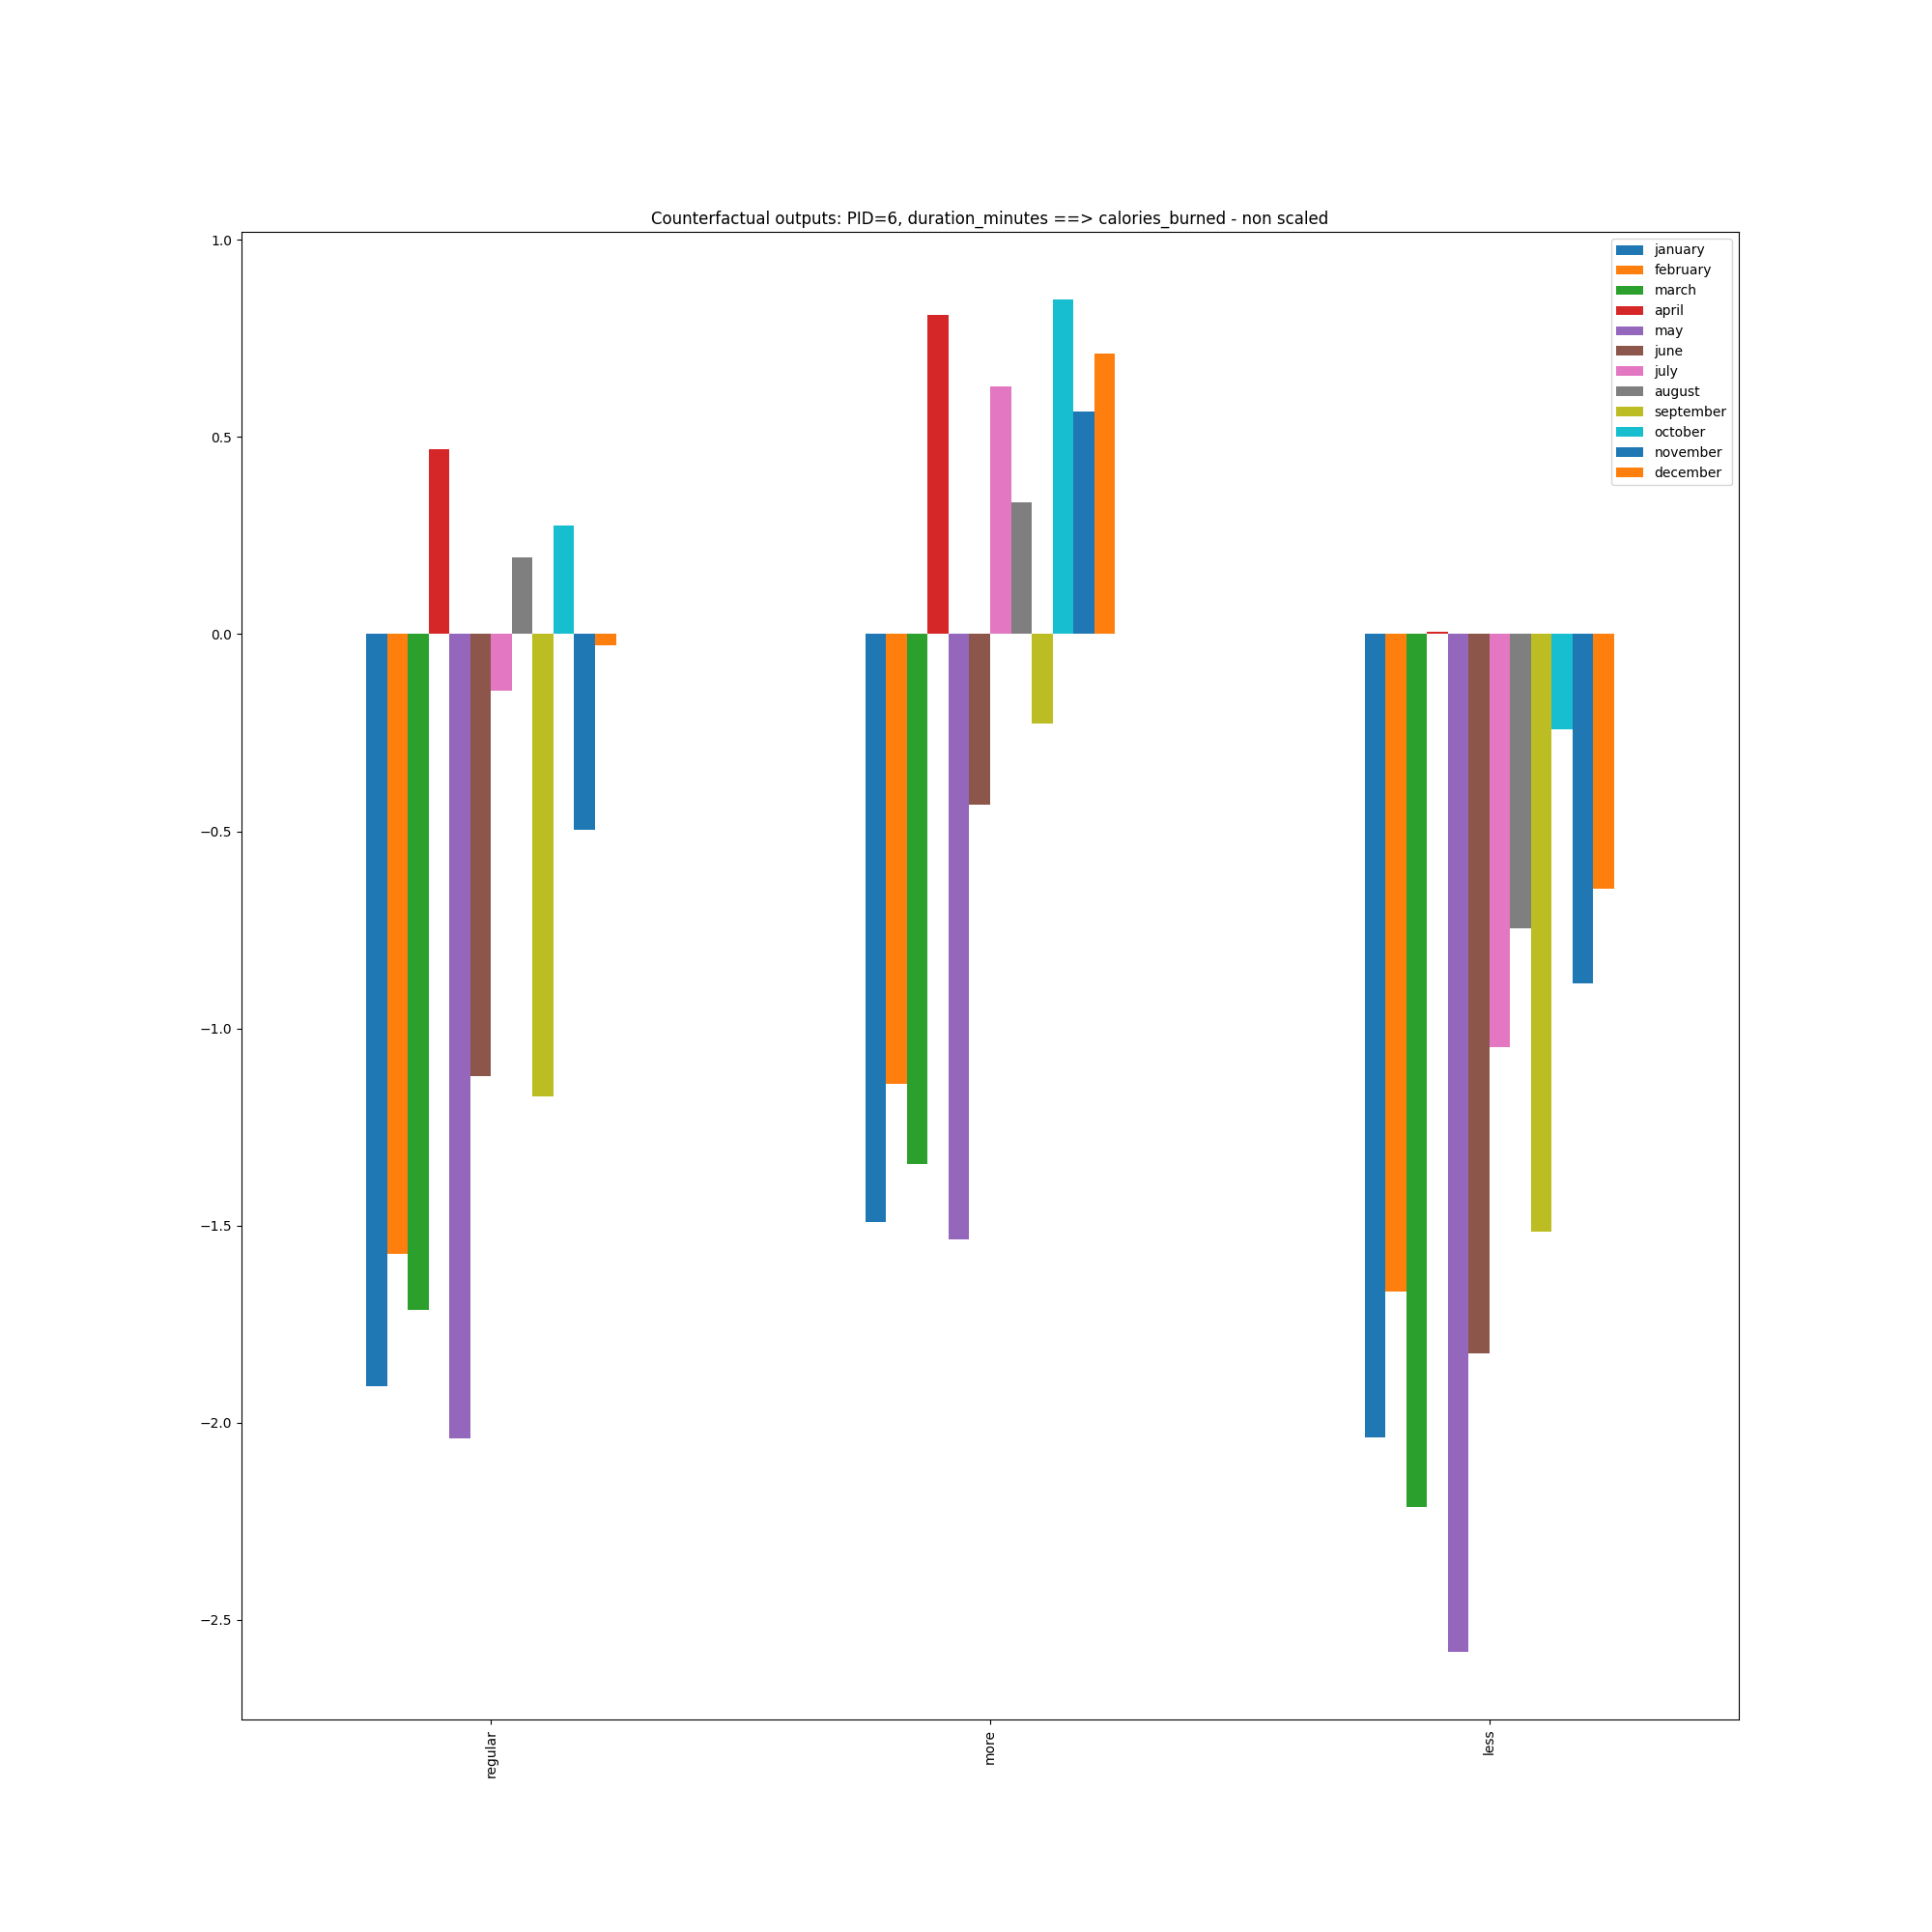 Counterfactual outputs: PID=6, duration_minutes ==> calories_burned - non scaled
1.0
0.5
0.0
−0.5
−1.0
−1.5
−2.0
−2.5
january
february
march
april
may
june
july
august
september
october
november
december
regular
more
less